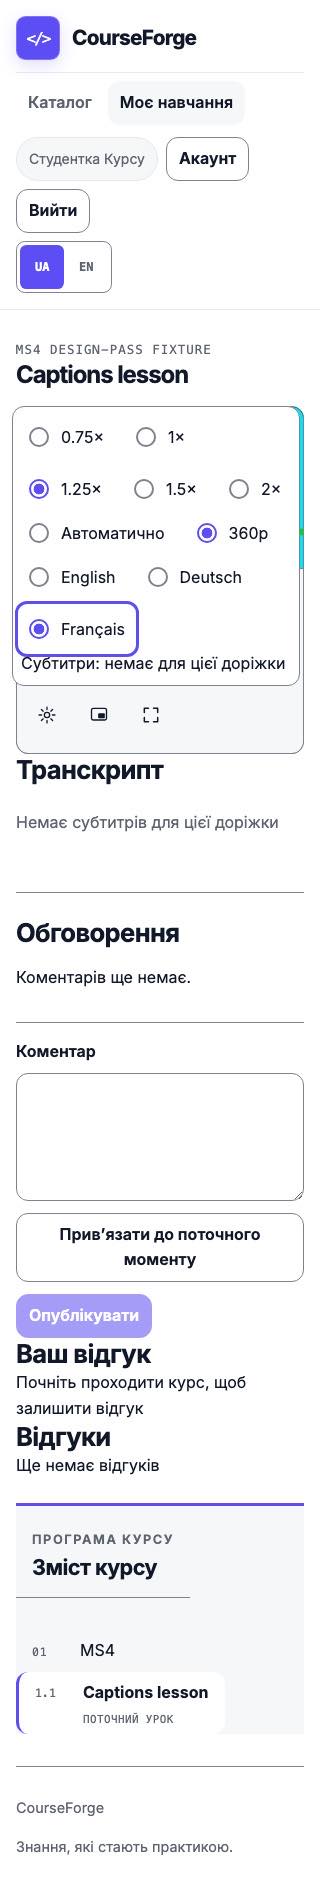 </> CourseForge
Каталог Моє навчання
Студентка Курсу Акаунт
Вийти
UA EN
MS4 DESIGN-PASS FIXTURE
Captions lesson
0.75× 1×
1.25× 1.5× 2×
Автоматично 360p
English Deutsch
Français
Субтитри: немає для цієї доріжки
Транскрипт
Немає субтитрів для цієї доріжки
Обговорення
Коментарів ще немає.
Коментар
Прив’язати до поточного
моменту
Опублікувати
Ваш відгук
Почніть проходити курс, щоб
залишити відгук
Відгуки
Ще немає відгуків
ПРОГРАМА КУРСУ
Зміст курсу
01 MS4
1.1 Captions lesson
ПОТОЧНИЙ УРОК
CourseForge
Знання, які стають практикою.